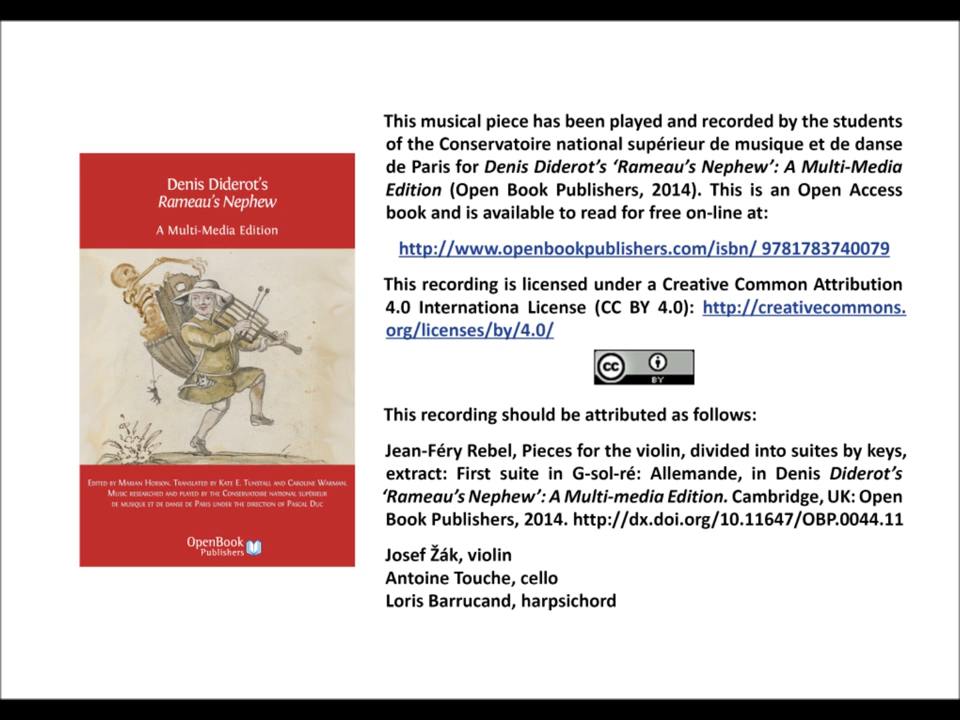 Denis Diderot's
Rameau's Nephew
A Multi-Media Edition
Edited by Marian Hobson. Translated by Kate E. Tunstall and Caroline Warman.
Music researched and played by the Conservatoire national supérieur
de musique et de danse de Paris under the direction of Pascal Duc
OpenBook
Publishers
This musical piece has been played and recorded by the students
of the Conservatoire national supérieur de musique et de danse
de Paris for Denis Diderot's ‘Rameau's Nephew’: A Multi-Media
Edition (Open Book Publishers, 2014). This is an Open Access
book and is available to read for free on-line at:
http://www.openbookpublishers.com/isbn/ 9781783740079
This recording is licensed under a Creative Common Attribution
4.0 Internationa License (CC BY 4.0): http://creativecommons.
org/licenses/by/4.0/
cc
BY
This recording should be attributed as follows:
Jean-Féry Rebel, Pieces for the violin, divided into suites by keys,
extract: First suite in G-sol-ré: Allemande, in Denis Diderot's
‘Rameau's Nephew’: A Multi-media Edition. Cambridge, UK: Open
Book Publishers, 2014. http://dx.doi.org/10.11647/OBP.0044.11
Josef Žák, violin
Antoine Touche, cello
Loris Barrucand, harpsichord